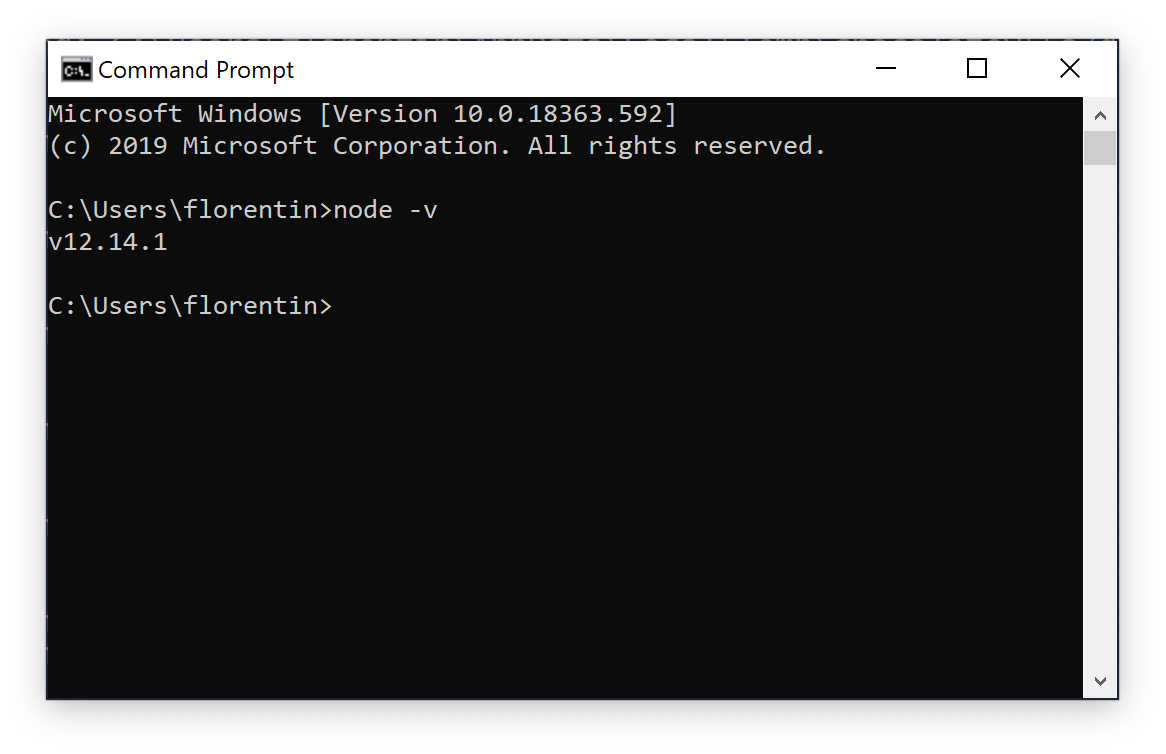 Command Prompt
Microsoft Windows [Version 10.0.18363.592]
(c) 2019 Microsoft Corporation. All rights reserved.
C:\Users\florentin>node -v
v12.14.1
C:\Users\florentin>